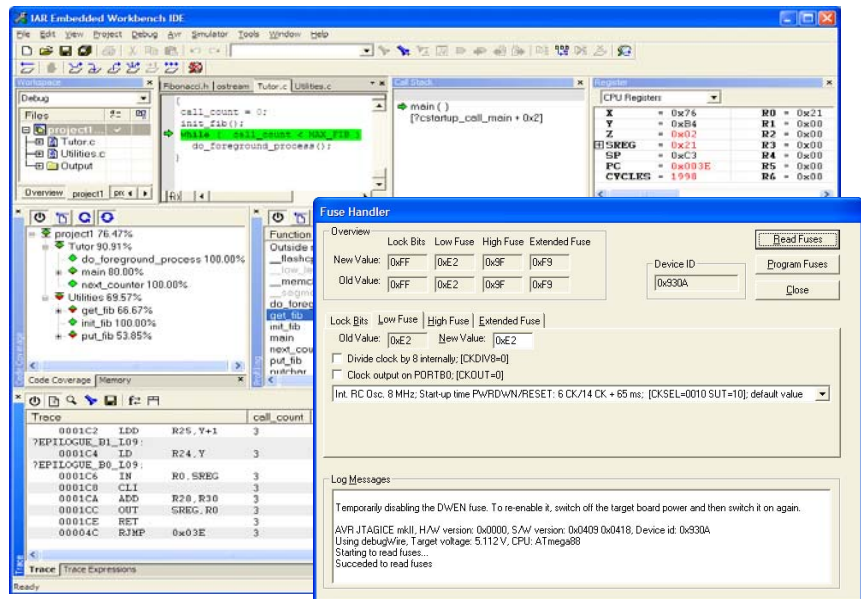 IAR Embedded Workbench IDE
File Edit View Project Debug Avr Simulator Tools Window Help
Workspace
Debug
Files
project1...
Tutor.c
Utilities.c
Output
Overview project1
Fibonacci.h ostream Tutor.c Utilities.c
{
call_count = 0;
init_fib();
while ( call_count < MAX_FIB )
do_foreground_process();
}
f()
Call Stack
main ( )
[?cstartup_call_main + 0x2]
Register
CPU Registers
X = 0x76 R0 = 0x21
Y = 0xB4 R1 = 0x00
Z = 0x02 R2 = 0x00
SREG = 0x21 R3 = 0x00
SP = 0xC3 R4 = 0x00
PC = 0x003E R5 = 0x00
CYCLES = 1998 R6 = 0x00
project1 76.47%
Tutor 90.91%
do_foreground_process 100.00%
main 80.00%
next_counter 100.00%
Utilities 69.57%
get_fib 66.67%
init_fib 100.00%
put_fib 53.85%
Code Coverage
Code Coverage Memory
Function
Outside
get_fib
init_fib
main
put_fib
putchar
Trace call_count
0001C2 LDD R25,Y+1 3
?EPILOGUE_B1_L09:
0001C4 LD R24,Y 3
?EPILOGUE_B0_L09:
0001C6 IN R0,SREG 3
0001C8 CLI 3
0001CA ADD R28,R30 3
0001CC OUT SREG,R0 3
0001CE RET 3
00004C RJMP 0x03E 3
Trace
Trace Trace Expressions
Ready
Fuse Handler
Overview
Lock Bits Low Fuse High Fuse Extended Fuse
New Value: 0xFF 0xE2 0x9F 0xF9
Old Value: 0xFF 0xE2 0x9F 0xF9
Device ID
0x930A
Read Fuses
Program Fuses
Close
Lock Bits Low Fuse High Fuse Extended Fuse
Old Value: 0xE2 New Value: 0xE2
Divide clock by 8 internally; [CKDIV8=0]
Clock output on PORTB0; [CKOUT=0]
Int. RC Osc. 8 MHz; Start-up time PWRDWN/RESET: 6 CK/14 CK + 65 ms; [CKSEL=0010 SUT=10]; default value
Log Messages
Temporarily disabling the DWEN fuse. To re-enable it, switch off the target board power and then switch it on again.
AVR JTAGICE mkII, H/W version: 0x0000, S/W version: 0x0409 0x0418, Device id: 0x930A
Using debugWire, Target voltage: 5.112 V, CPU: ATmega88
Starting to read fuses...
Succeded to read fuses